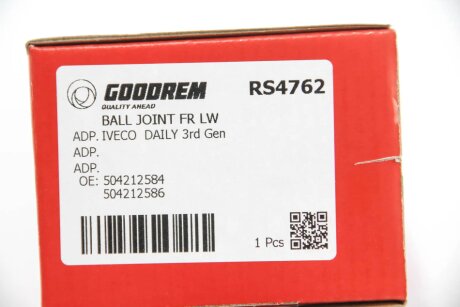 GOODREM RS4762
QUALITY AHEAD
BALL JOINT FR LW
ADP. IVECO DAILY 3rd Gen
ADP.
ADP.
OE: 504212584
504212586
1 Pcs